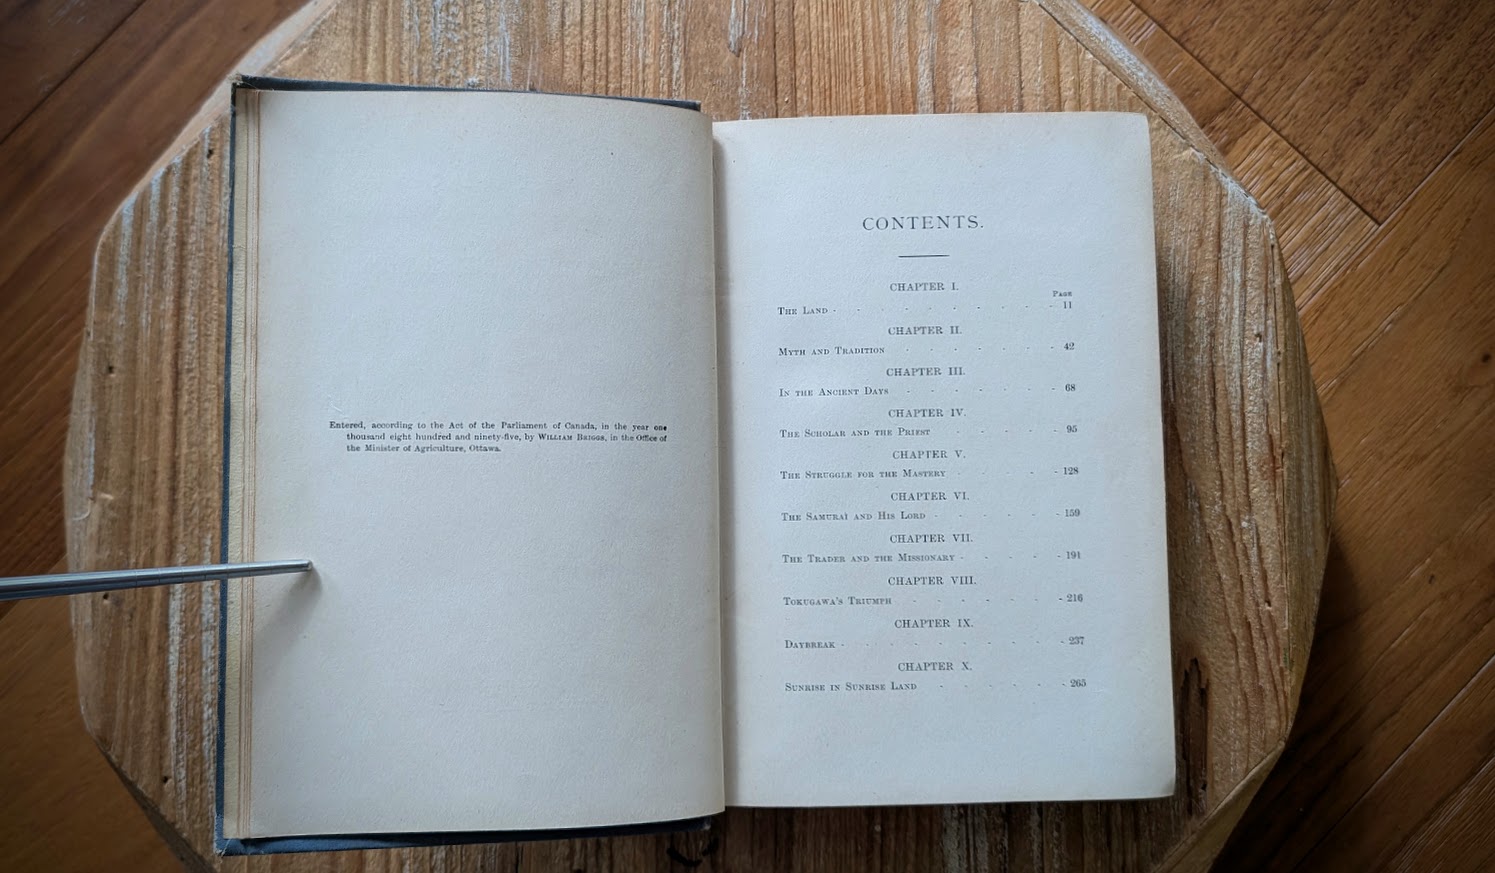 Entered, according to the Act of the Parliament of Canada, in the year one
thousand eight hundred and ninety-five, by WILLIAM BRIGGS, in the Office of
the Minister of Agriculture, Ottawa.
CONTENTS.
CHAPTER I.
PAGE
THE LAND - - - - - - - - - - 11
CHAPTER II.
MYTH AND TRADITION - - - - - - - 42
CHAPTER III.
IN THE ANCIENT DAYS - - - - - - - 68
CHAPTER IV.
THE SCHOLAR AND THE PRIEST - - - - - 95
CHAPTER V.
THE STRUGGLE FOR THE MASTERY - - - - - 128
CHAPTER VI.
THE SAMURAI AND HIS LORD - - - - - - 159
CHAPTER VII.
THE TRADER AND THE MISSIONARY - - - - - 191
CHAPTER VIII.
TOKUGAWA'S TRIUMPH - - - - - - - 216
CHAPTER IX.
DAYBREAK - - - - - - - - - 237
CHAPTER X.
SUNRISE IN SUNRISE LAND - - - - - - 265